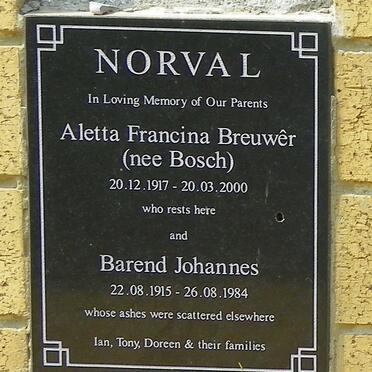 NORVAL
In Loving Memory of Our Parents
Aletta Francina Breuwêr
(nee Bosch)
20.12.1917 - 20.03.2000
who rests here
and
Barend Johannes
22.08.1915 - 26.08.1984
whose ashes were scattered elsewhere
Ian, Tony, Doreen & their families